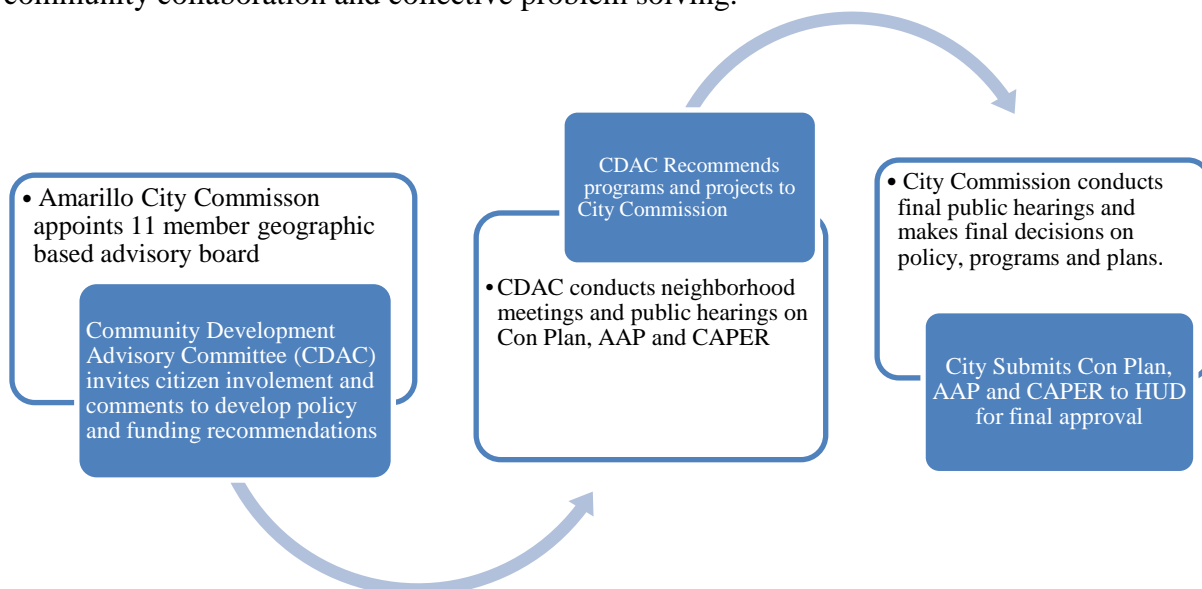 community collaboration and collective problem solving.
• Amarillo City Commisson
appoints 11 member geographic
based advisory board
Community Development
Advisory Committee (CDAC)
invites citizen involement and
comments to develop policy
and funding recommendations
CDAC Recommends
programs and projects to
City Commission
•CDAC conducts neighborhood
meetings and public hearings on
Con Plan, AAP and CAPER
• City Commission conducts
final public hearings and
makes final decisions on
policy, programs and plans.
City Submits Con Plan,
AAP and CAPER to HUD
for final approval